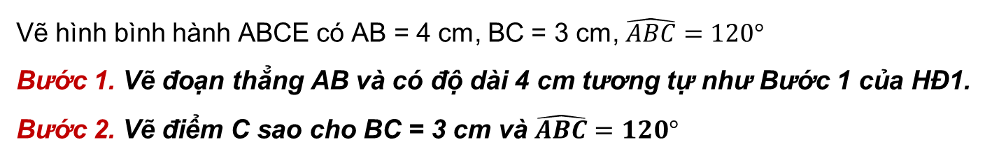 Vẽ hình bình hành ABCE có AB = 4 cm, BC = 3 cm, $\widehat{ABC} = 120°$
Bước 1. Vẽ đoạn thẳng AB và có độ dài 4 cm tương tự như Bước 1 của HĐ1.
Bước 2. Vẽ điểm C sao cho BC = 3 cm và $\widehat{ABC} = 120°$